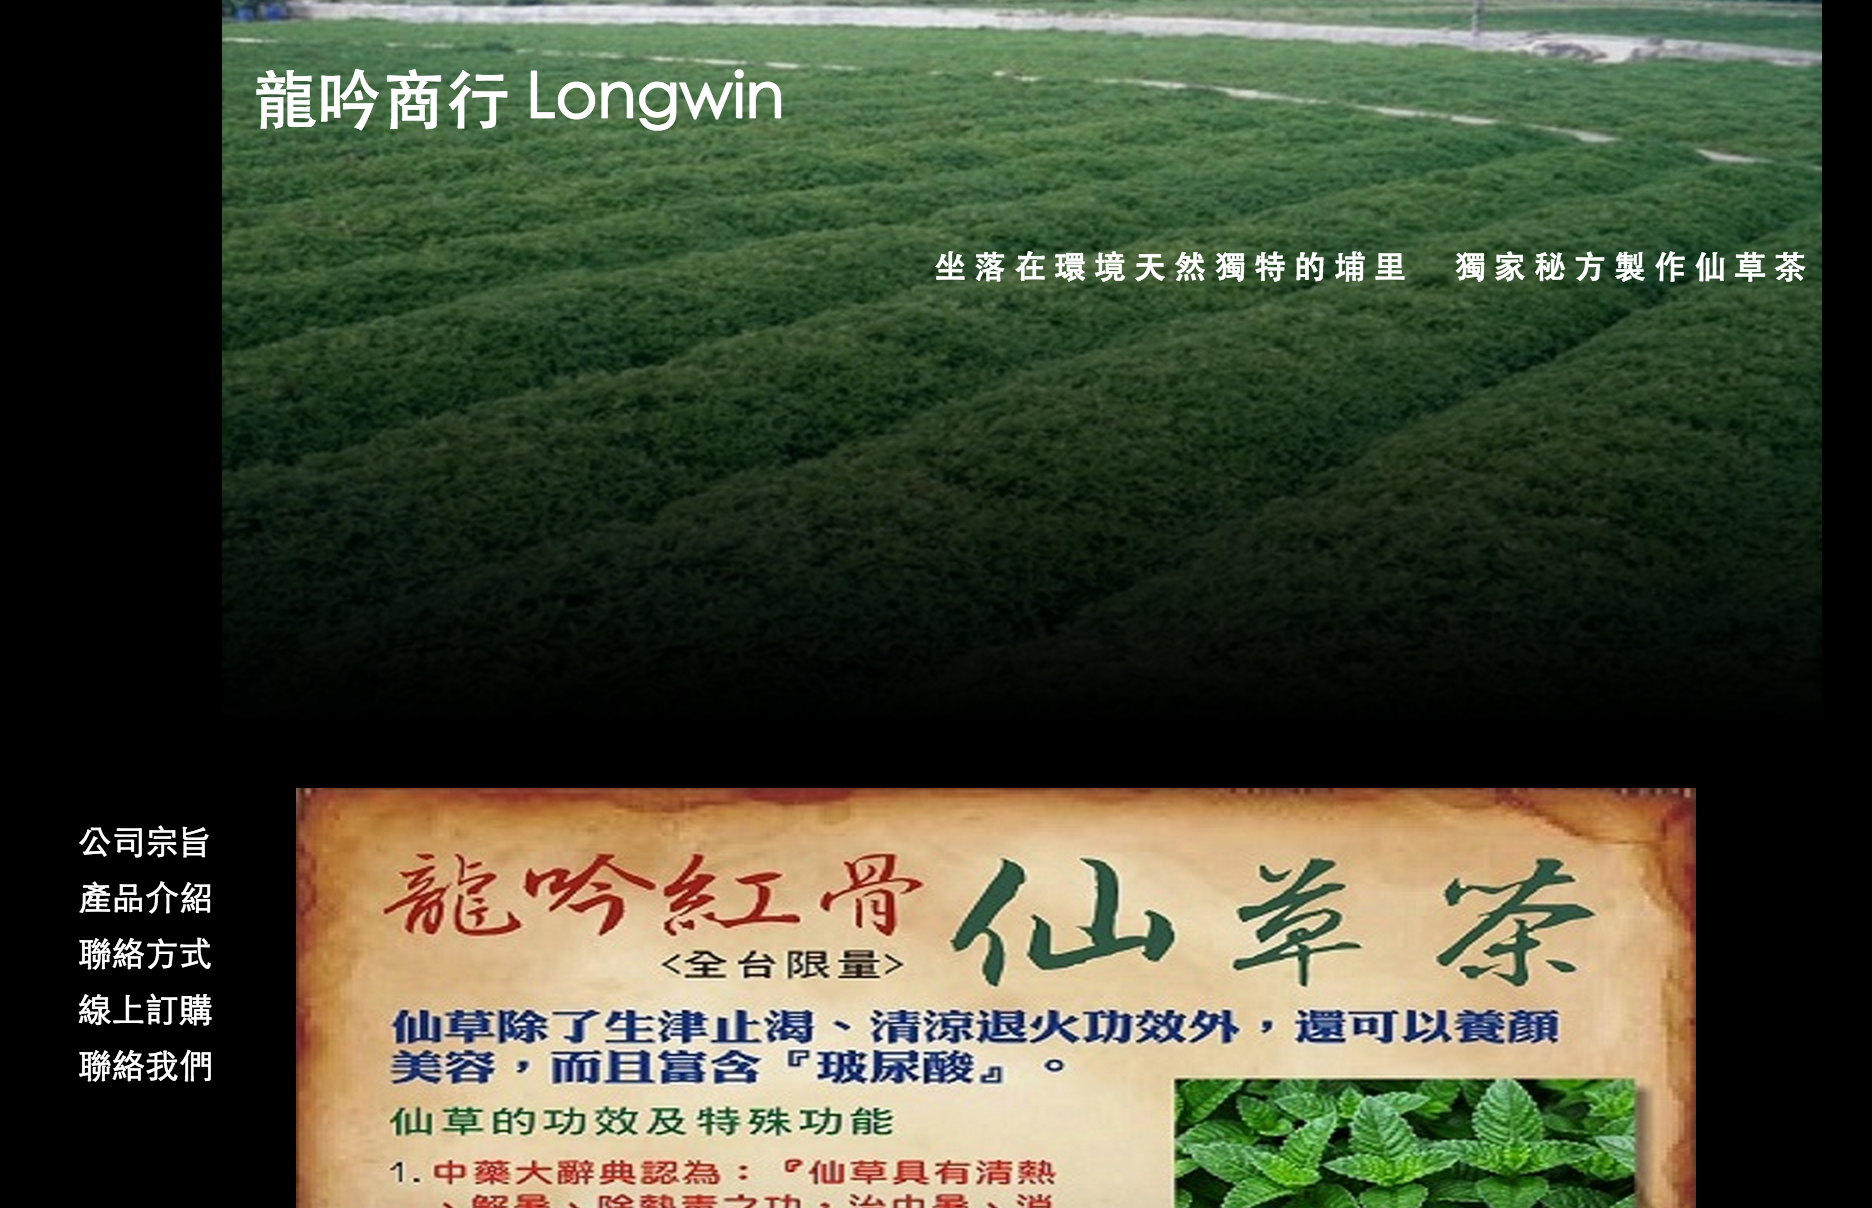 龍吟商行 Longwin
坐落在環境天然獨特的埔里　獨家秘方製作仙草茶
公司宗旨
產品介紹
聯絡方式
線上訂購
聯絡我們
龍吟紅骨 仙草茶
<全台限量>
仙草除了生津止渴、清涼退火功效外，還可以養顏
美容，而且富含『玻尿酸』。
仙草的功效及特殊功能
1. 中藥大辭典認為：『仙草具有清熱